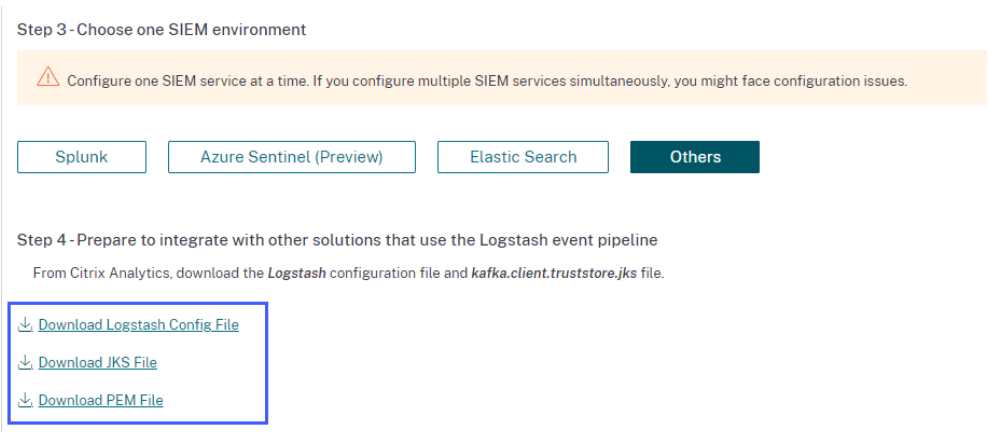 Step 3 - Choose one SIEM environment
Configure one SIEM service at a time. If you configure multiple SIEM services simultaneously, you might face configuration issues.
Splunk Azure Sentinel (Preview) Elastic Search Others
Step 4 - Prepare to integrate with other solutions that use the Logstash event pipeline
From Citrix Analytics, download the Logstash configuration file and kafka.client.truststore.jks file.
Download Logstash Config File
Download JKS File
Download PEM File